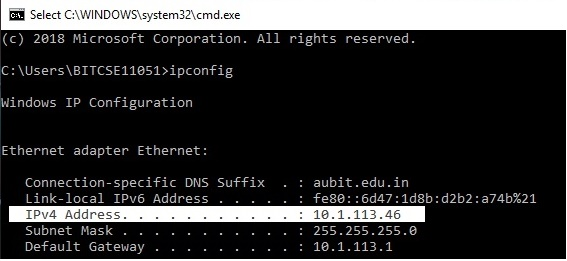 Select C:\WINDOWS\system32\cmd.exe
(c) 2018 Microsoft Corporation. All rights reserved.
C:\Users\BITCSE11051>ipconfig
Windows IP Configuration
Ethernet adapter Ethernet:
Connection-specific DNS Suffix  . : aubit.edu.in
Link-local IPv6 Address . . . . . : fe80::6d47:1d8b:d2b2:a74b%21
IPv4 Address. . . . . . . . . . . : 10.1.113.46
Subnet Mask . . . . . . . . . . . : 255.255.255.0
Default Gateway . . . . . . . . . : 10.1.113.1